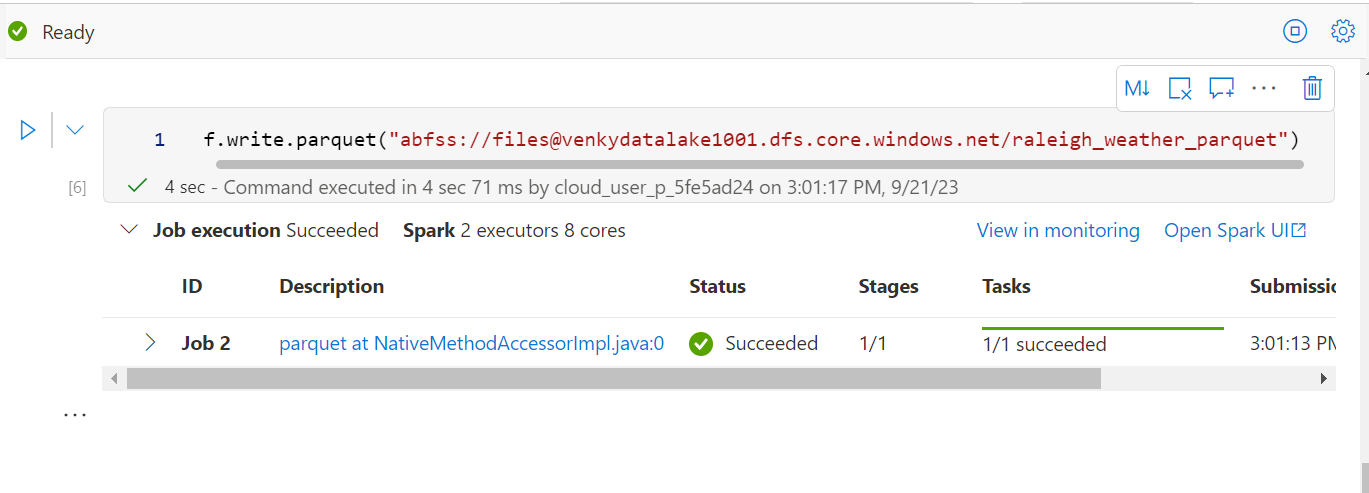 Ready
M↓
1 f.write.parquet("abfss://files@venkydatalake1001.dfs.core.windows.net/raleigh_weather_parquet")
[6] 4 sec - Command executed in 4 sec 71 ms by cloud_user_p_5fe5ad24 on 3:01:17 PM, 9/21/23
Job execution Succeeded Spark 2 executors 8 cores View in monitoring Open Spark UI
ID Description Status Stages Tasks Submissic
Job 2 parquet at NativeMethodAccessorImpl.java:0 Succeeded 1/1 1/1 succeeded 3:01:13 PM
...